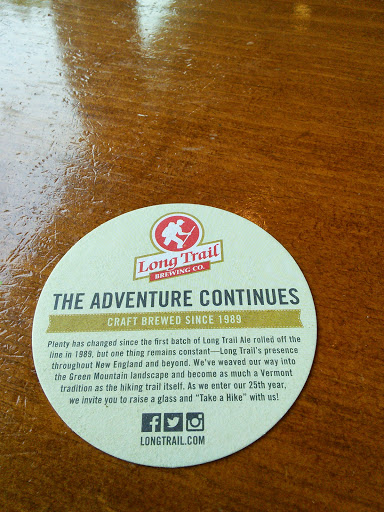 Long Trail
BREWING CO.
THE ADVENTURE CONTINUES
CRAFT BREWED SINCE 1989
Plenty has changed since the first batch of Long Trail Ale rolled off the
line in 1989, but one thing remains constant—Long Trail's presence
throughout New England and beyond. We've weaved our way into
the Green Mountain landscape and become as much a Vermont
tradition as the hiking trail itself. As we enter our 25th year,
we invite you to raise a glass and "Take a Hike" with us!
LONGTRAIL.COM